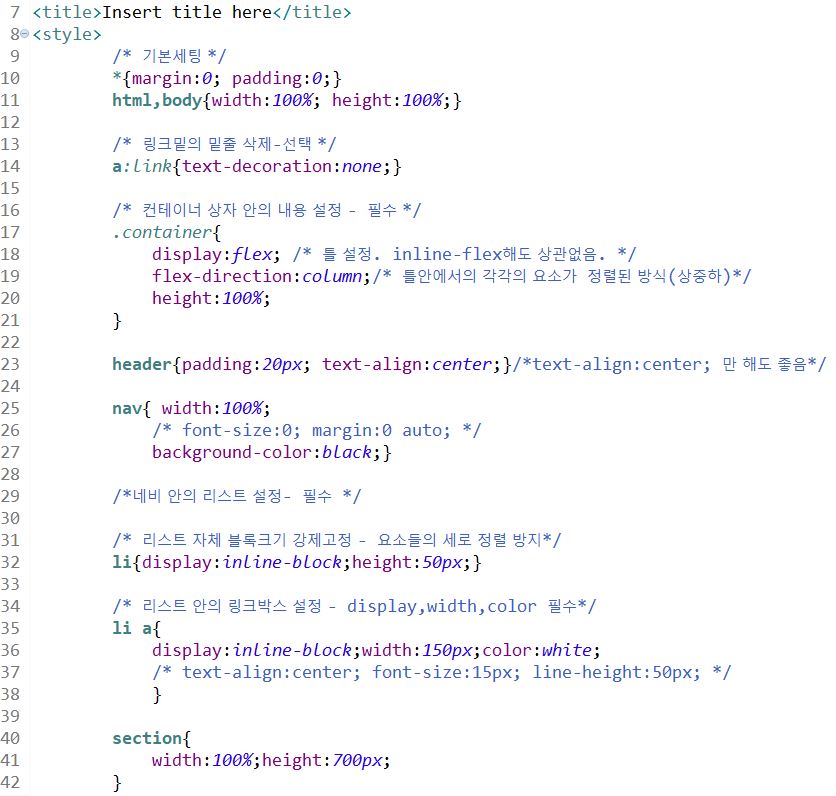 7 <title>Insert title here</title>
8 <style>
9 /* 기본세팅 */
10 *{margin:0; padding:0;}
11 html,body{width:100%; height:100%;}
12
13 /* 링크밑의 밑줄 삭제-선택 */
14 a:link{text-decoration:none;}
15
16 /* 컨테이너 상자 안의 내용 설정 - 필수 */
17 .container{
18 display:flex; /* 틀 설정. inline-flex해도 상관없음. */
19 flex-direction:column;/* 틀안에서의 각각의 요소가 정렬된 방식(상중하)*/
20 height:100%;
21 }
22
23 header{padding:20px; text-align:center;}/*text-align:center; 만 해도 좋음*/
24
25 nav{ width:100%;
26 /* font-size:0; margin:0 auto; */
27 background-color:black;}
28
29 /*네비 안의 리스트 설정- 필수 */
30
31 /* 리스트 자체 블록크기 강제고정 - 요소들의 세로 정렬 방지*/
32 li{display:inline-block;height:50px;}
33
34 /* 리스트 안의 링크박스 설정 - display,width,color 필수*/
35 li a{
36 display:inline-block;width:150px;color:white;
37 /* text-align:center; font-size:15px; line-height:50px; */
38 }
39
40 section{
41 width:100%;height:700px;
42 }